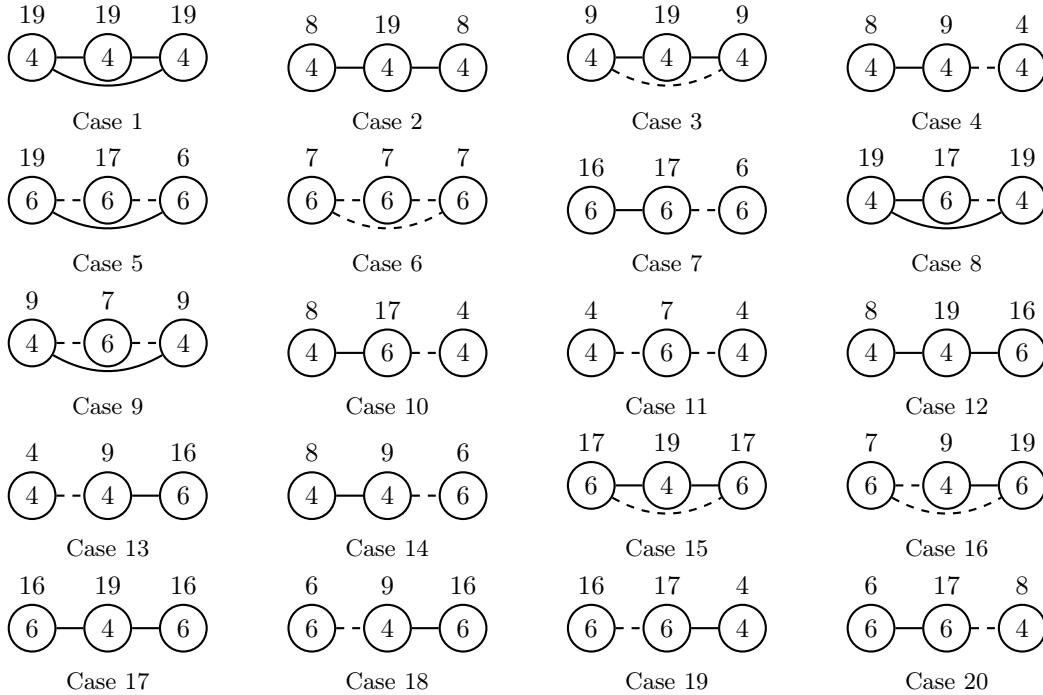 19 19 19 8 19 8 9 19 9 8 9 4
4 4 4 4 4 4 4 4 4 4 4 4
Case 1 Case 2 Case 3 Case 4
19 17 6 7 7 7 16 17 6 19 17 19
6 6 6 6 6 6 6 6 6 4 6 4
Case 5 Case 6 Case 7 Case 8
9 7 9 8 17 4 4 7 4 8 19 16
4 6 4 4 6 4 4 6 4 4 4 6
Case 9 Case 10 Case 11 Case 12
4 9 16 8 9 6 17 19 17 7 9 19
4 4 6 4 4 6 6 4 6 6 4 6
Case 13 Case 14 Case 15 Case 16
16 19 16 6 9 16 16 17 4 6 17 8
6 4 6 6 4 6 6 6 4 6 6 4
Case 17 Case 18 Case 19 Case 20